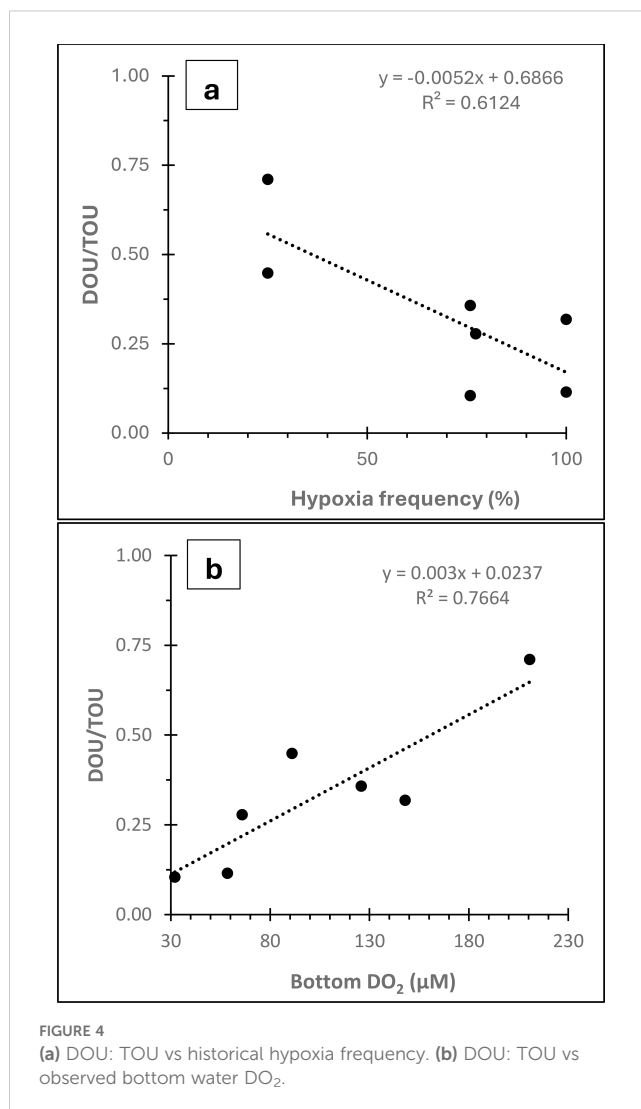 a
y = -0.0052x + 0.6866
R² = 0.6124
1.00
0.75
0.50
0.25
0.00
DOU/TOU
0
50
100
Hypoxia frequency (%)
b
y = 0.003x + 0.0237
R² = 0.7664
1.00
0.75
0.50
0.25
0.00
DOU/TOU
30
80
130
180
230
Bottom DO₂ (µM)
FIGURE 4
(a) DOU: TOU vs historical hypoxia frequency. (b) DOU: TOU vs
observed bottom water DO₂.